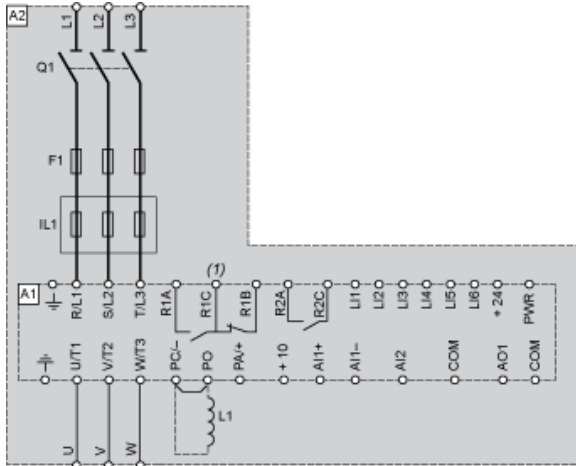 A2
L1
L2
L3
Q1
F1
IL1
(1)
A1
R/L1
S/L2
T/L3
R1A
R1C
R1B
R2A
R2C
LI1
LI2
LI3
LI4
LI5
LI6
+ 24
PWR
U/T1
V/T2
W/T3
PC/–
PO
PA/+
+ 10
AI1+
AI1–
AI2
COM
AO1
COM
L1
U
V
W